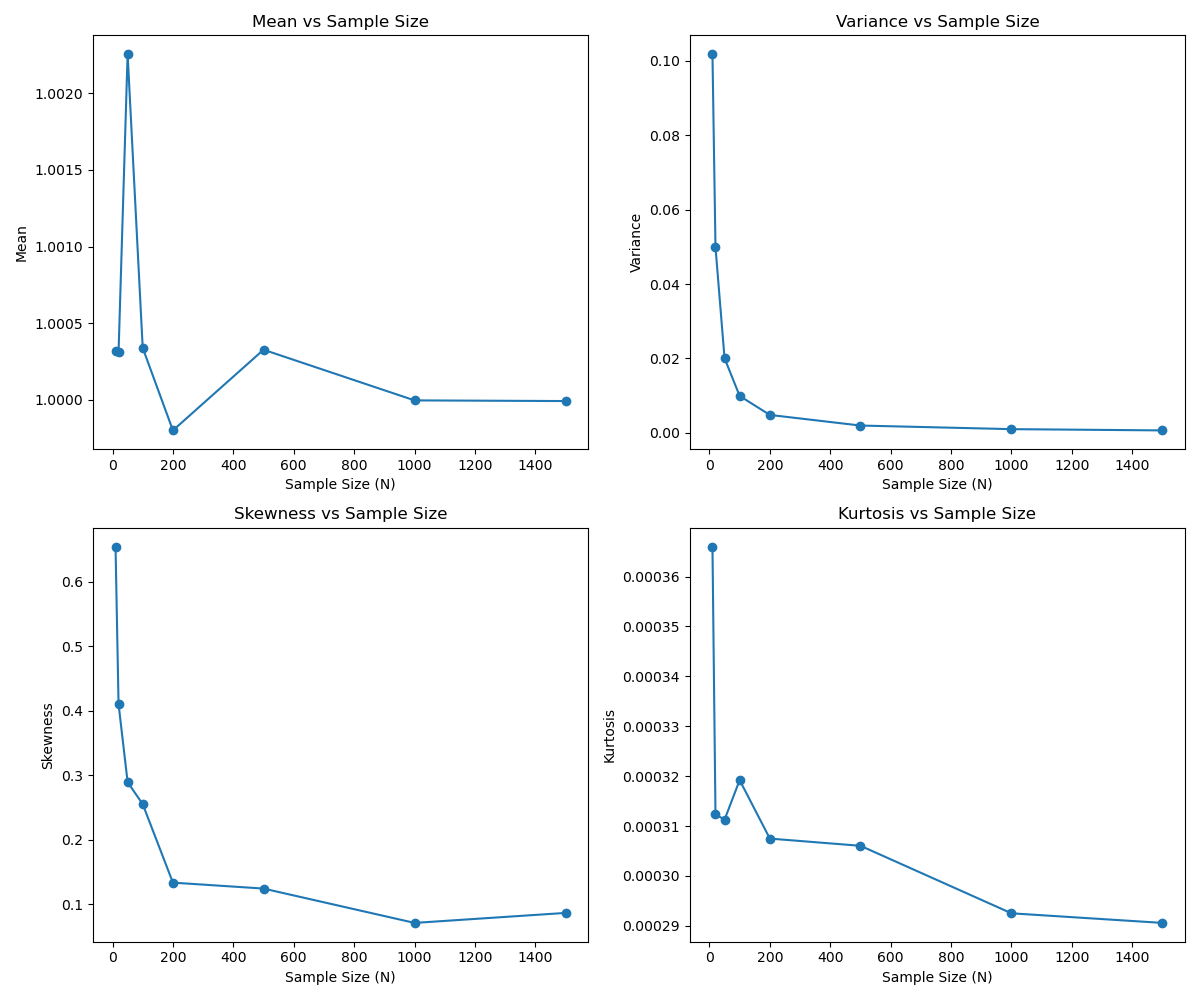 Mean vs Sample Size
1.0020
1.0015
1.0010
1.0005
1.0000
Mean
0 200 400 600 800 1000 1200 1400
Sample Size (N)
Variance vs Sample Size
0.10
0.08
0.06
0.04
0.02
0.00
Variance
0 200 400 600 800 1000 1200 1400
Sample Size (N)
Skewness vs Sample Size
0.6
0.5
0.4
0.3
0.2
0.1
Skewness
0 200 400 600 800 1000 1200 1400
Sample Size (N)
Kurtosis vs Sample Size
0.00036
0.00035
0.00034
0.00033
0.00032
0.00031
0.00030
0.00029
Kurtosis
0 200 400 600 800 1000 1200 1400
Sample Size (N)